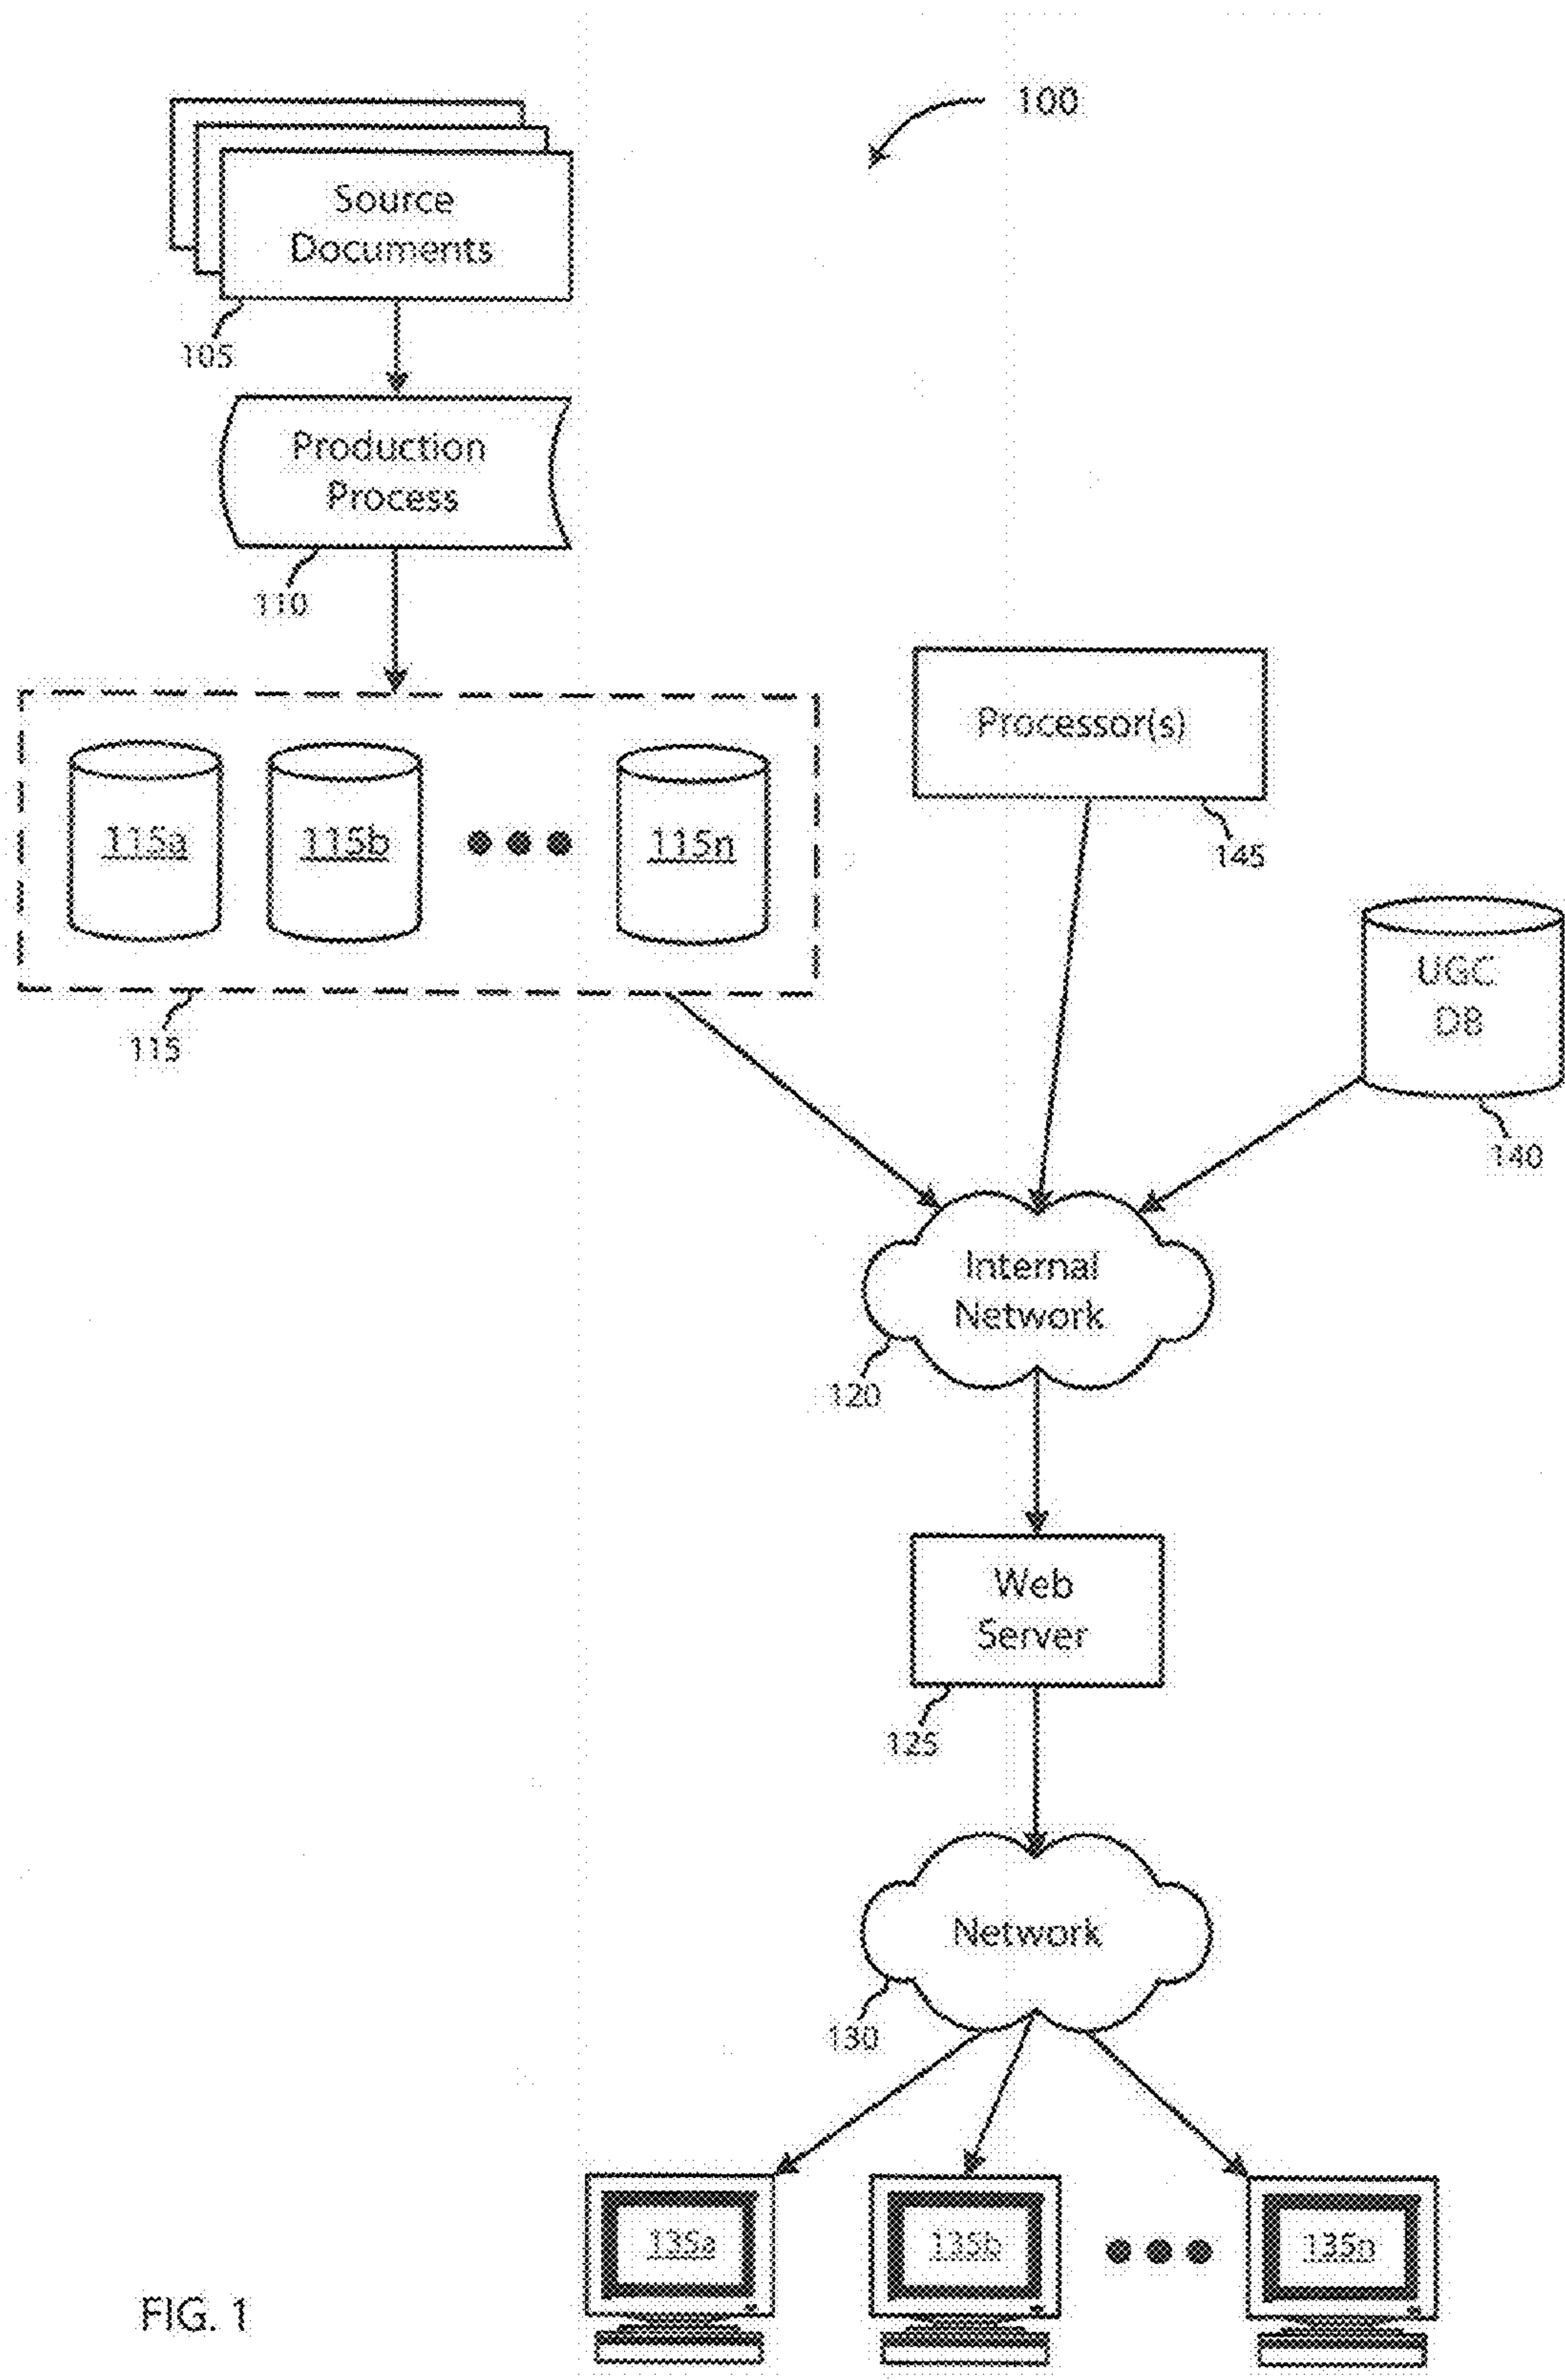 100
Source
Documents
105
Production
Process
110
Processor(s)
145
115a
115b
115n
115
UGC
DB
140
Internal
Network
120
Web
Server
125
Network
130
135a
135b
135n
FIG. 1